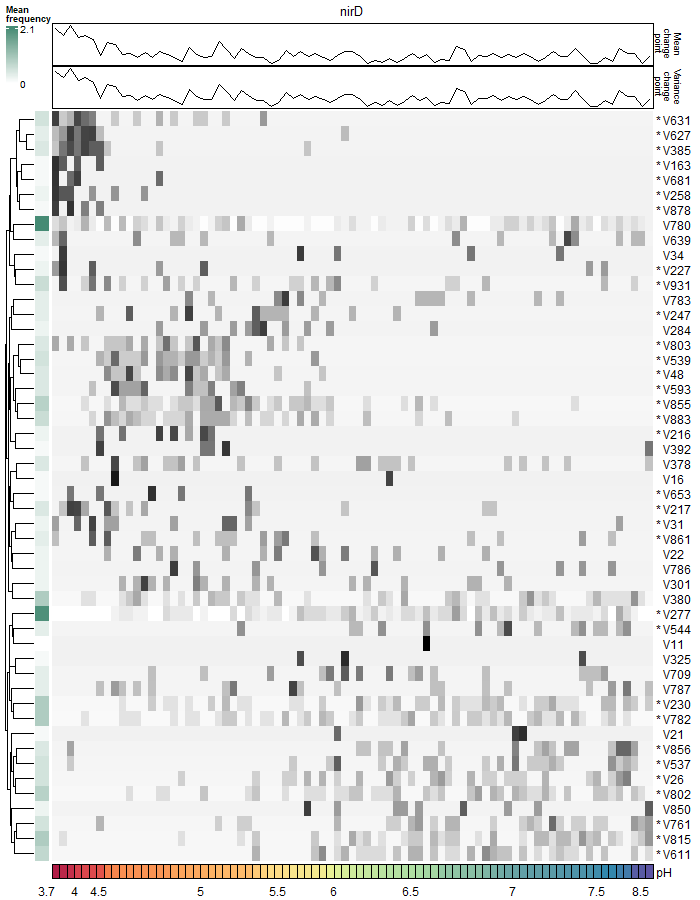 nirD
Mean
frequency
2.1
0
Mean
change
point
Variance
change
point
* V631
* V627
* V385
* V163
* V681
* V258
* V878
V780
V639
V34
* V227
* V931
V783
* V247
V284
* V803
* V539
* V48
* V593
* V855
* V883
* V216
V392
V378
V16
* V653
* V217
* V31
* V861
V22
V786
V301
V380
* V277
* V544
V11
V325
V709
V787
* V230
* V782
V21
* V856
* V537
* V26
* V802
V850
* V761
* V815
* V611
pH
3.7 4 4.5 5 5.5 6 6.5 7 7.5 8.5